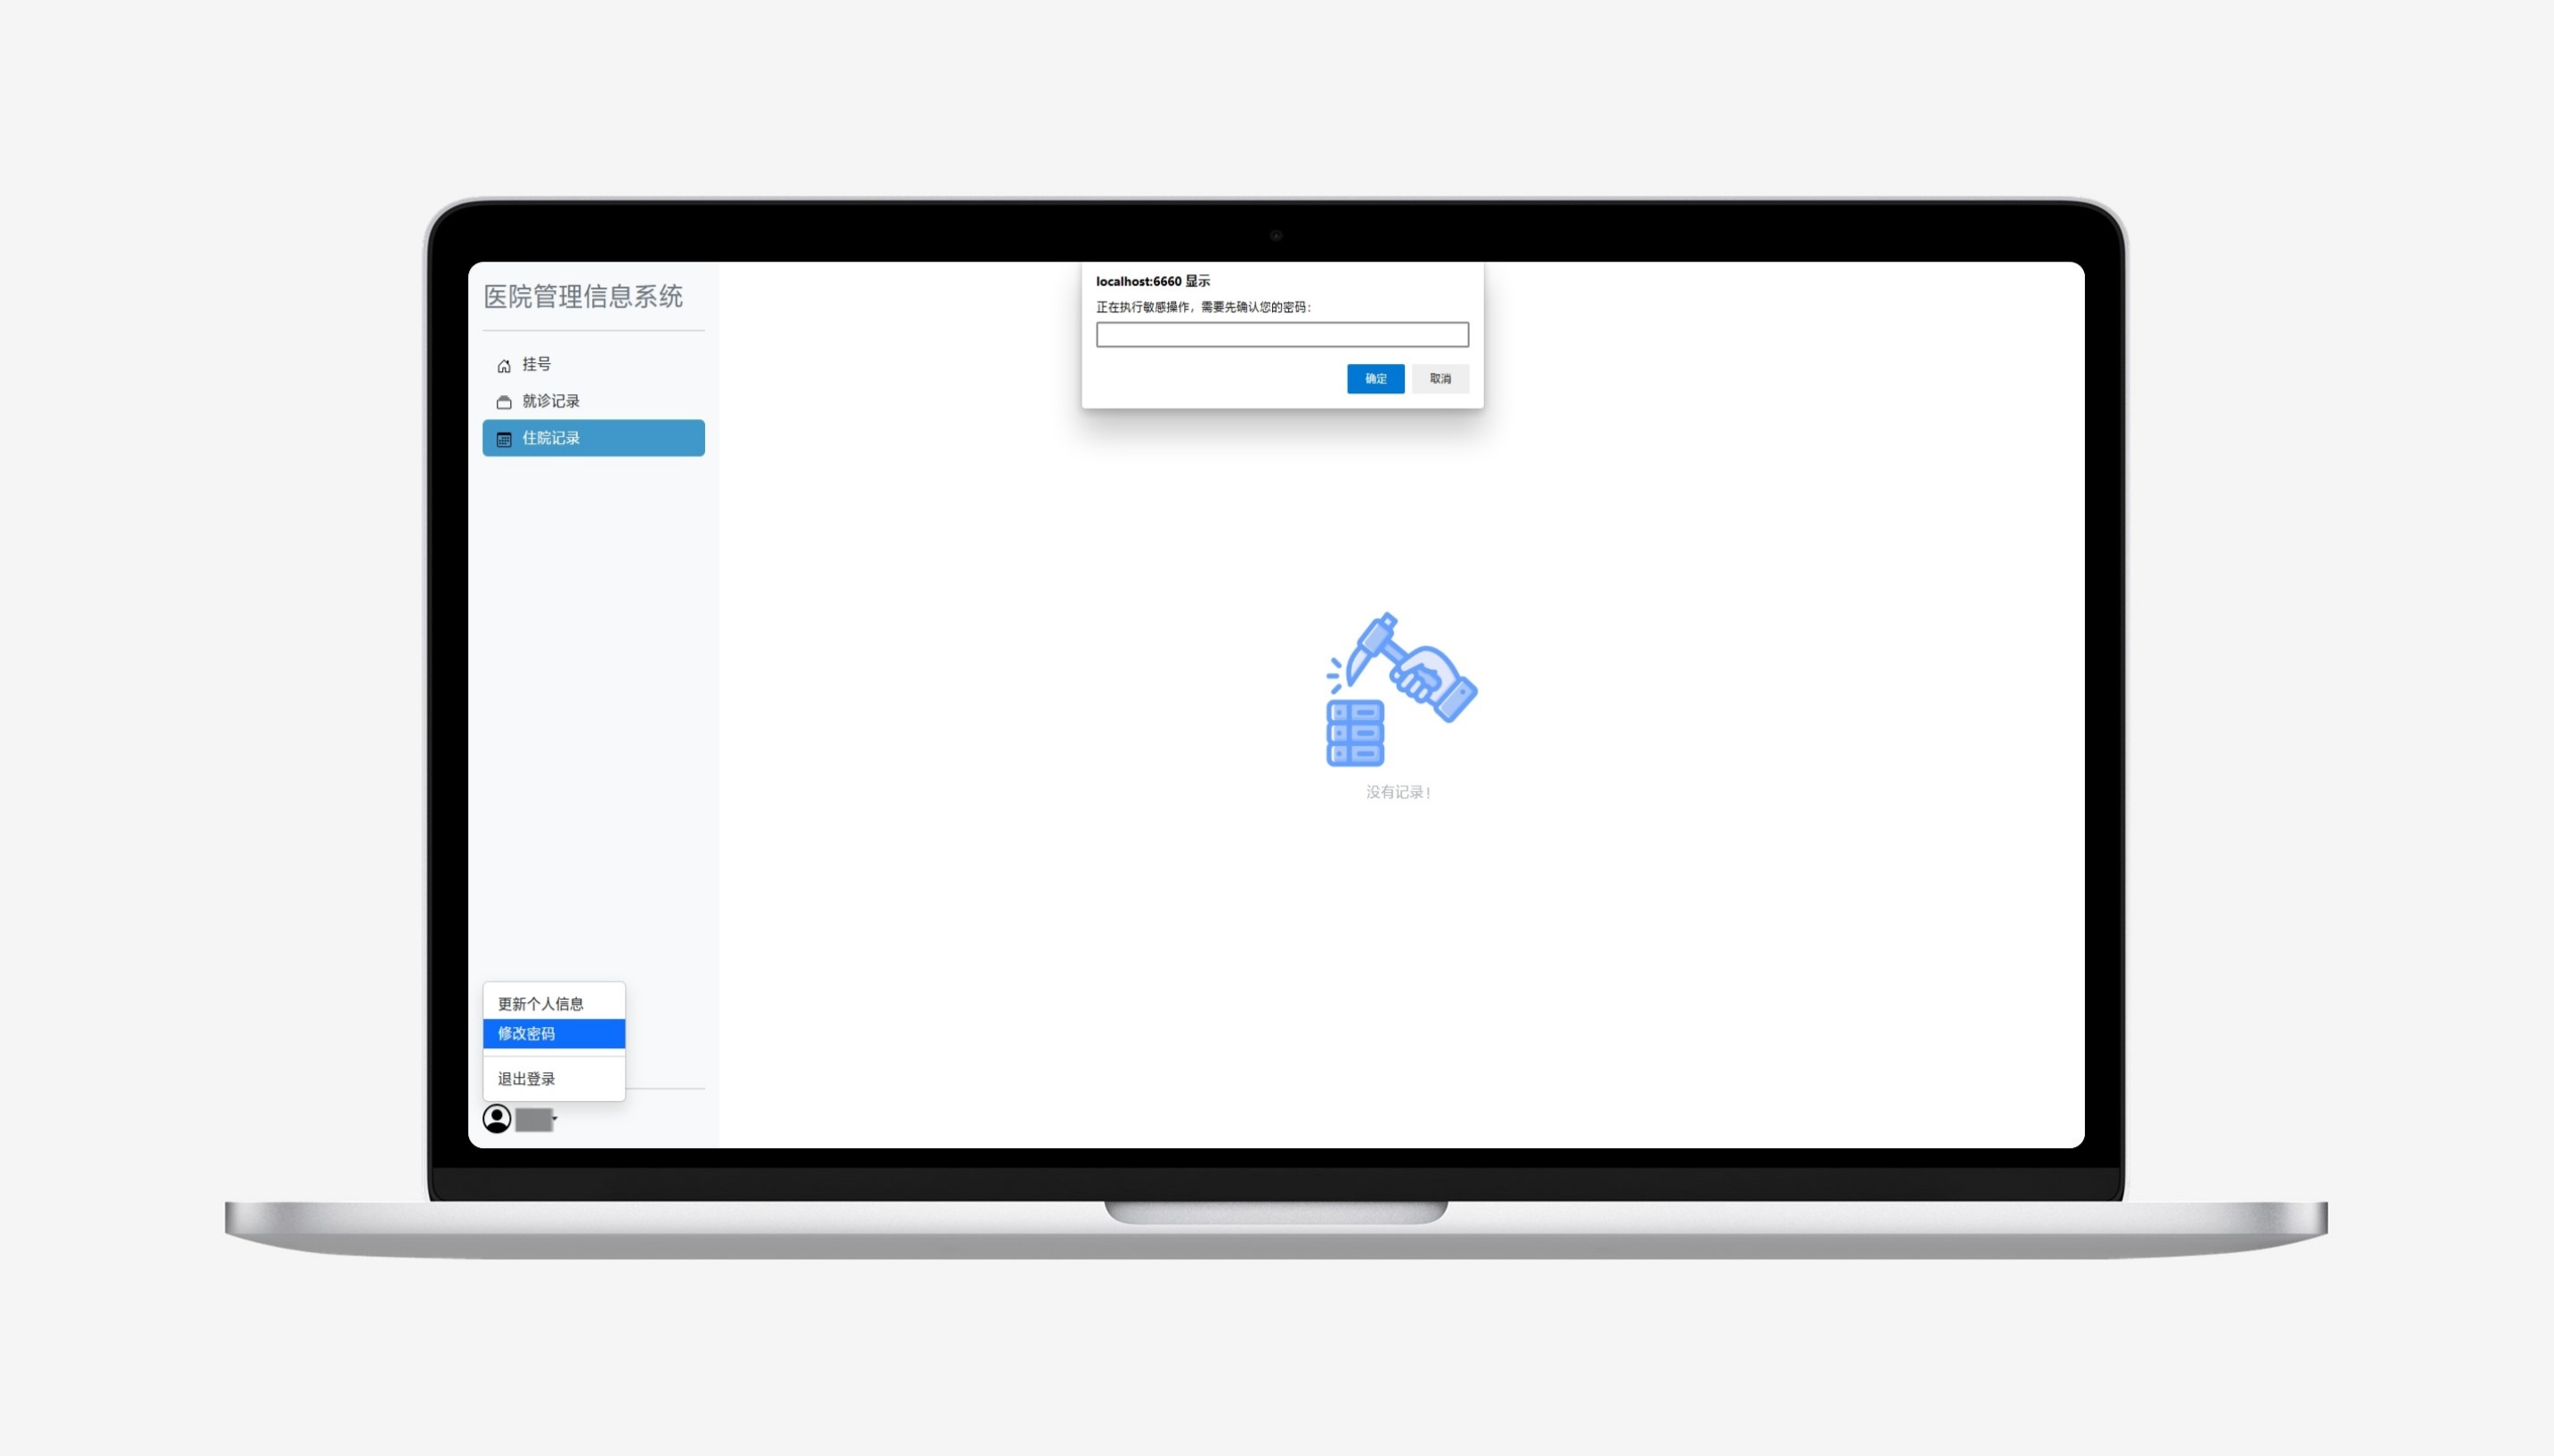 医院管理信息系统
挂号
就诊记录
住院记录
localhost:6660 显示
正在执行敏感操作，需要先确认您的密码：
确定
取消
没有记录！
更新个人信息
修改密码
退出登录